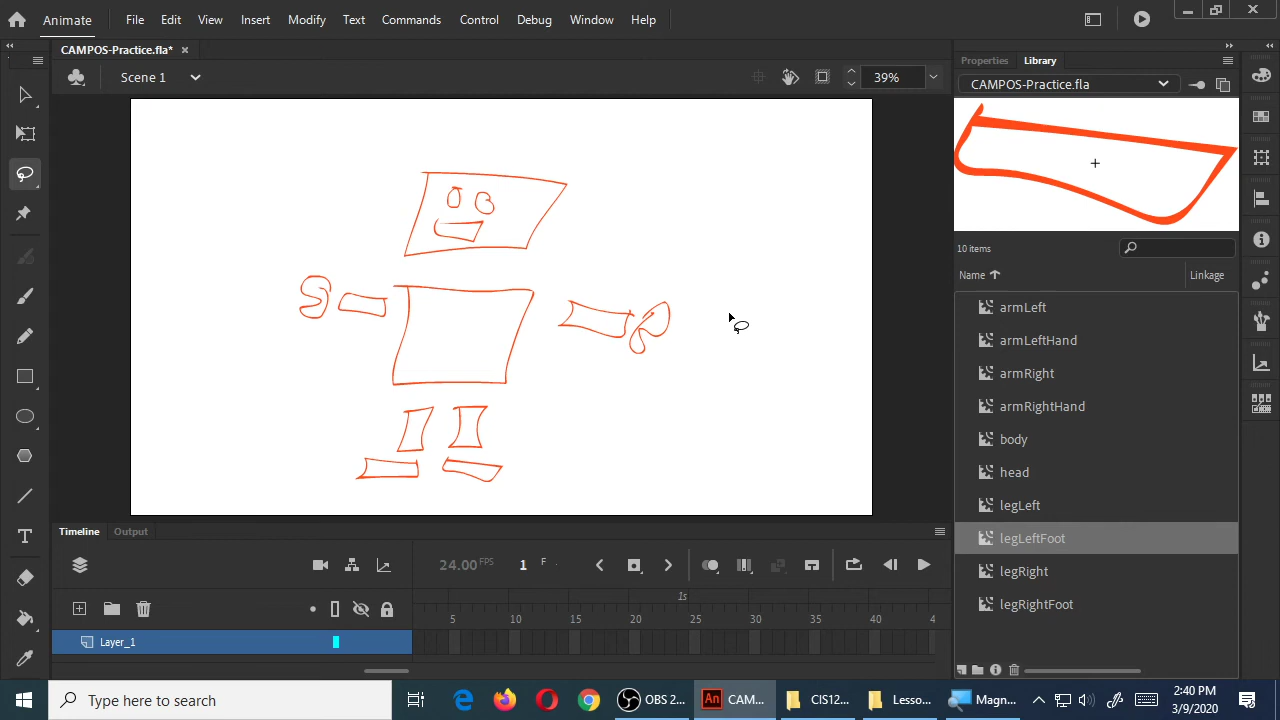 Animate
File Edit View Insert Modify Text Commands Control Debug Window Help
CAMPOS-Practice.fla*
Scene 1
39%
Properties Library
CAMPOS-Practice.fla
10 items
Name Linkage
armLeft
armLeftHand
armRight
armRightHand
body
head
legLeft
legLeftFoot
legRight
legRightFoot
Timeline Output
24.00 FPS 1 F
1s
5 10 15 20 25 30 35 40 4
Layer_1
Type here to search
OBS 2...
An CAM...
CIS12...
Lesso...
Magn...
2:40 PM
3/9/2020